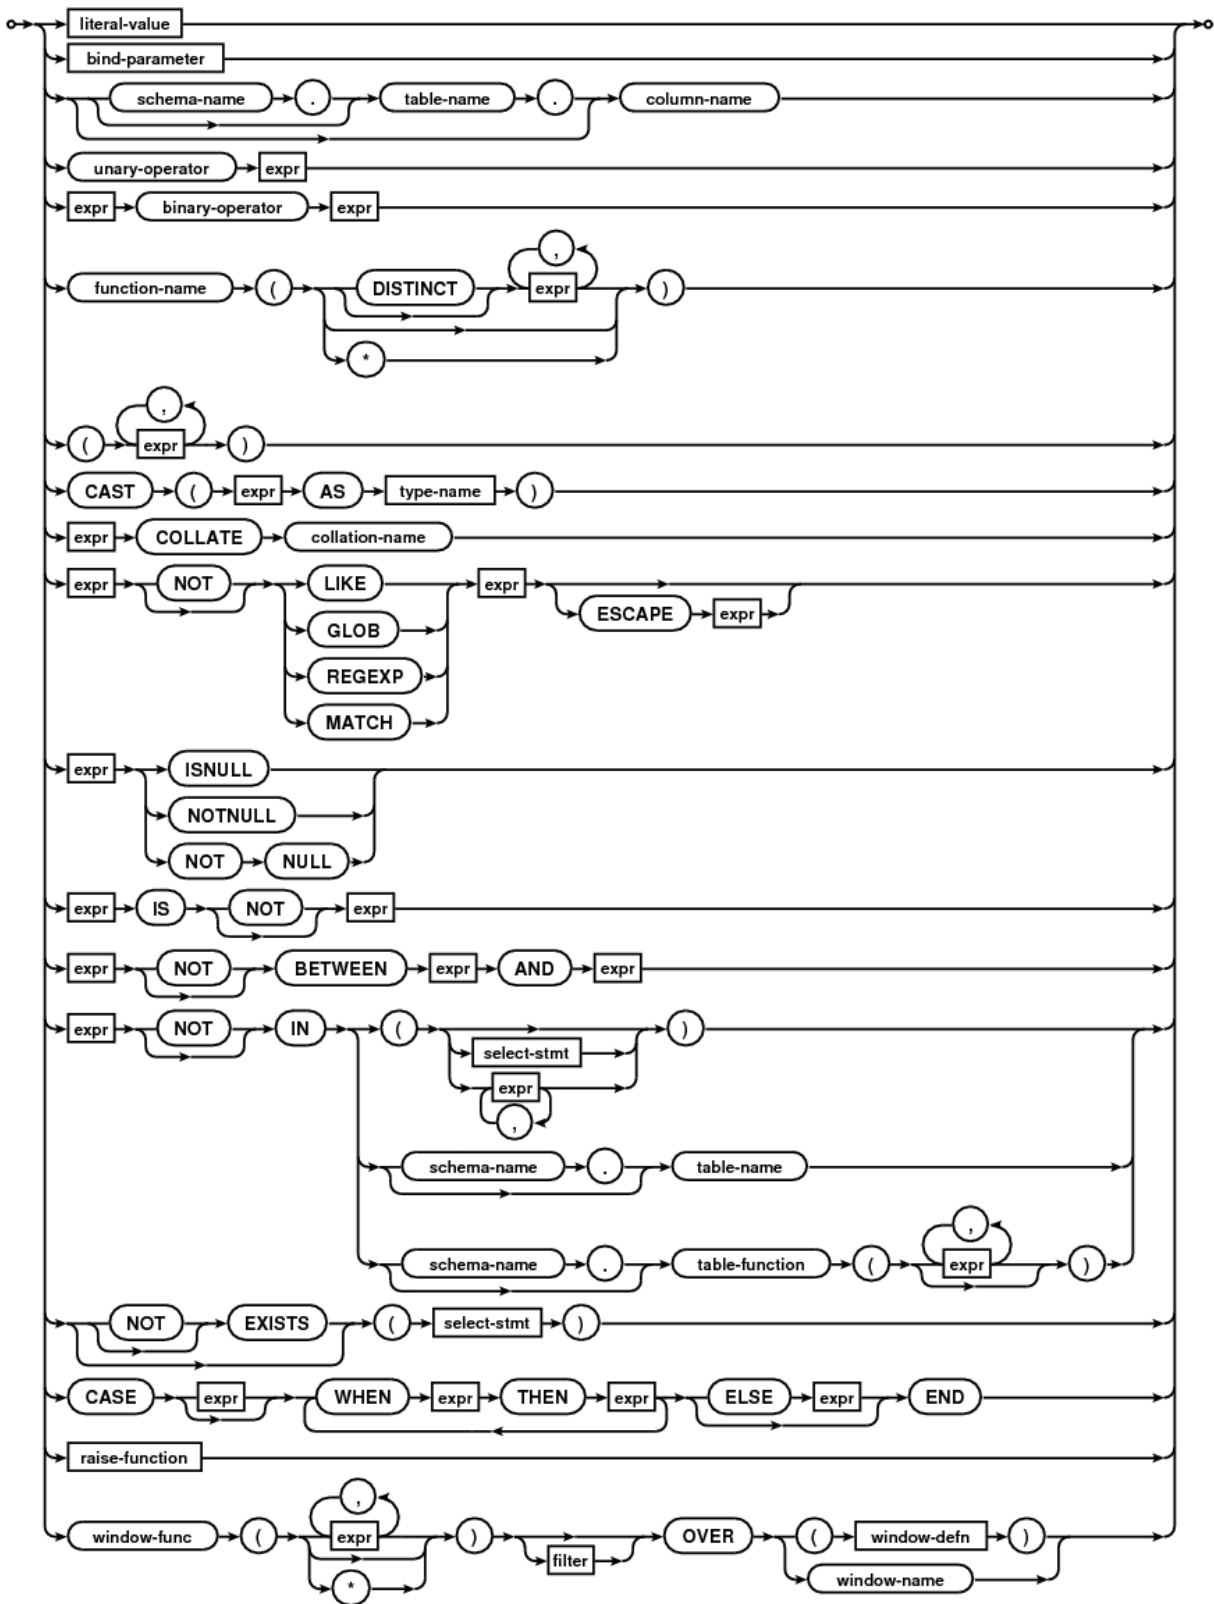 literal-value
bind-parameter
schema-name . table-name . column-name
unary-operator expr
expr binary-operator expr
,
function-name ( DISTINCT expr )
*
,
( expr )
CAST ( expr AS type-name )
expr COLLATE collation-name
expr NOT LIKE expr
GLOB ESCAPE expr
REGEXP
MATCH
expr ISNULL
NOTNULL
NOT NULL
expr IS NOT expr
expr NOT BETWEEN expr AND expr
expr NOT IN ( )
select-stmt
expr
,
schema-name . table-name
,
schema-name . table-function ( expr )
NOT EXISTS ( select-stmt )
CASE expr WHEN expr THEN expr ELSE expr END
raise-function
,
window-func ( expr ) OVER ( window-defn )
filter
* window-name